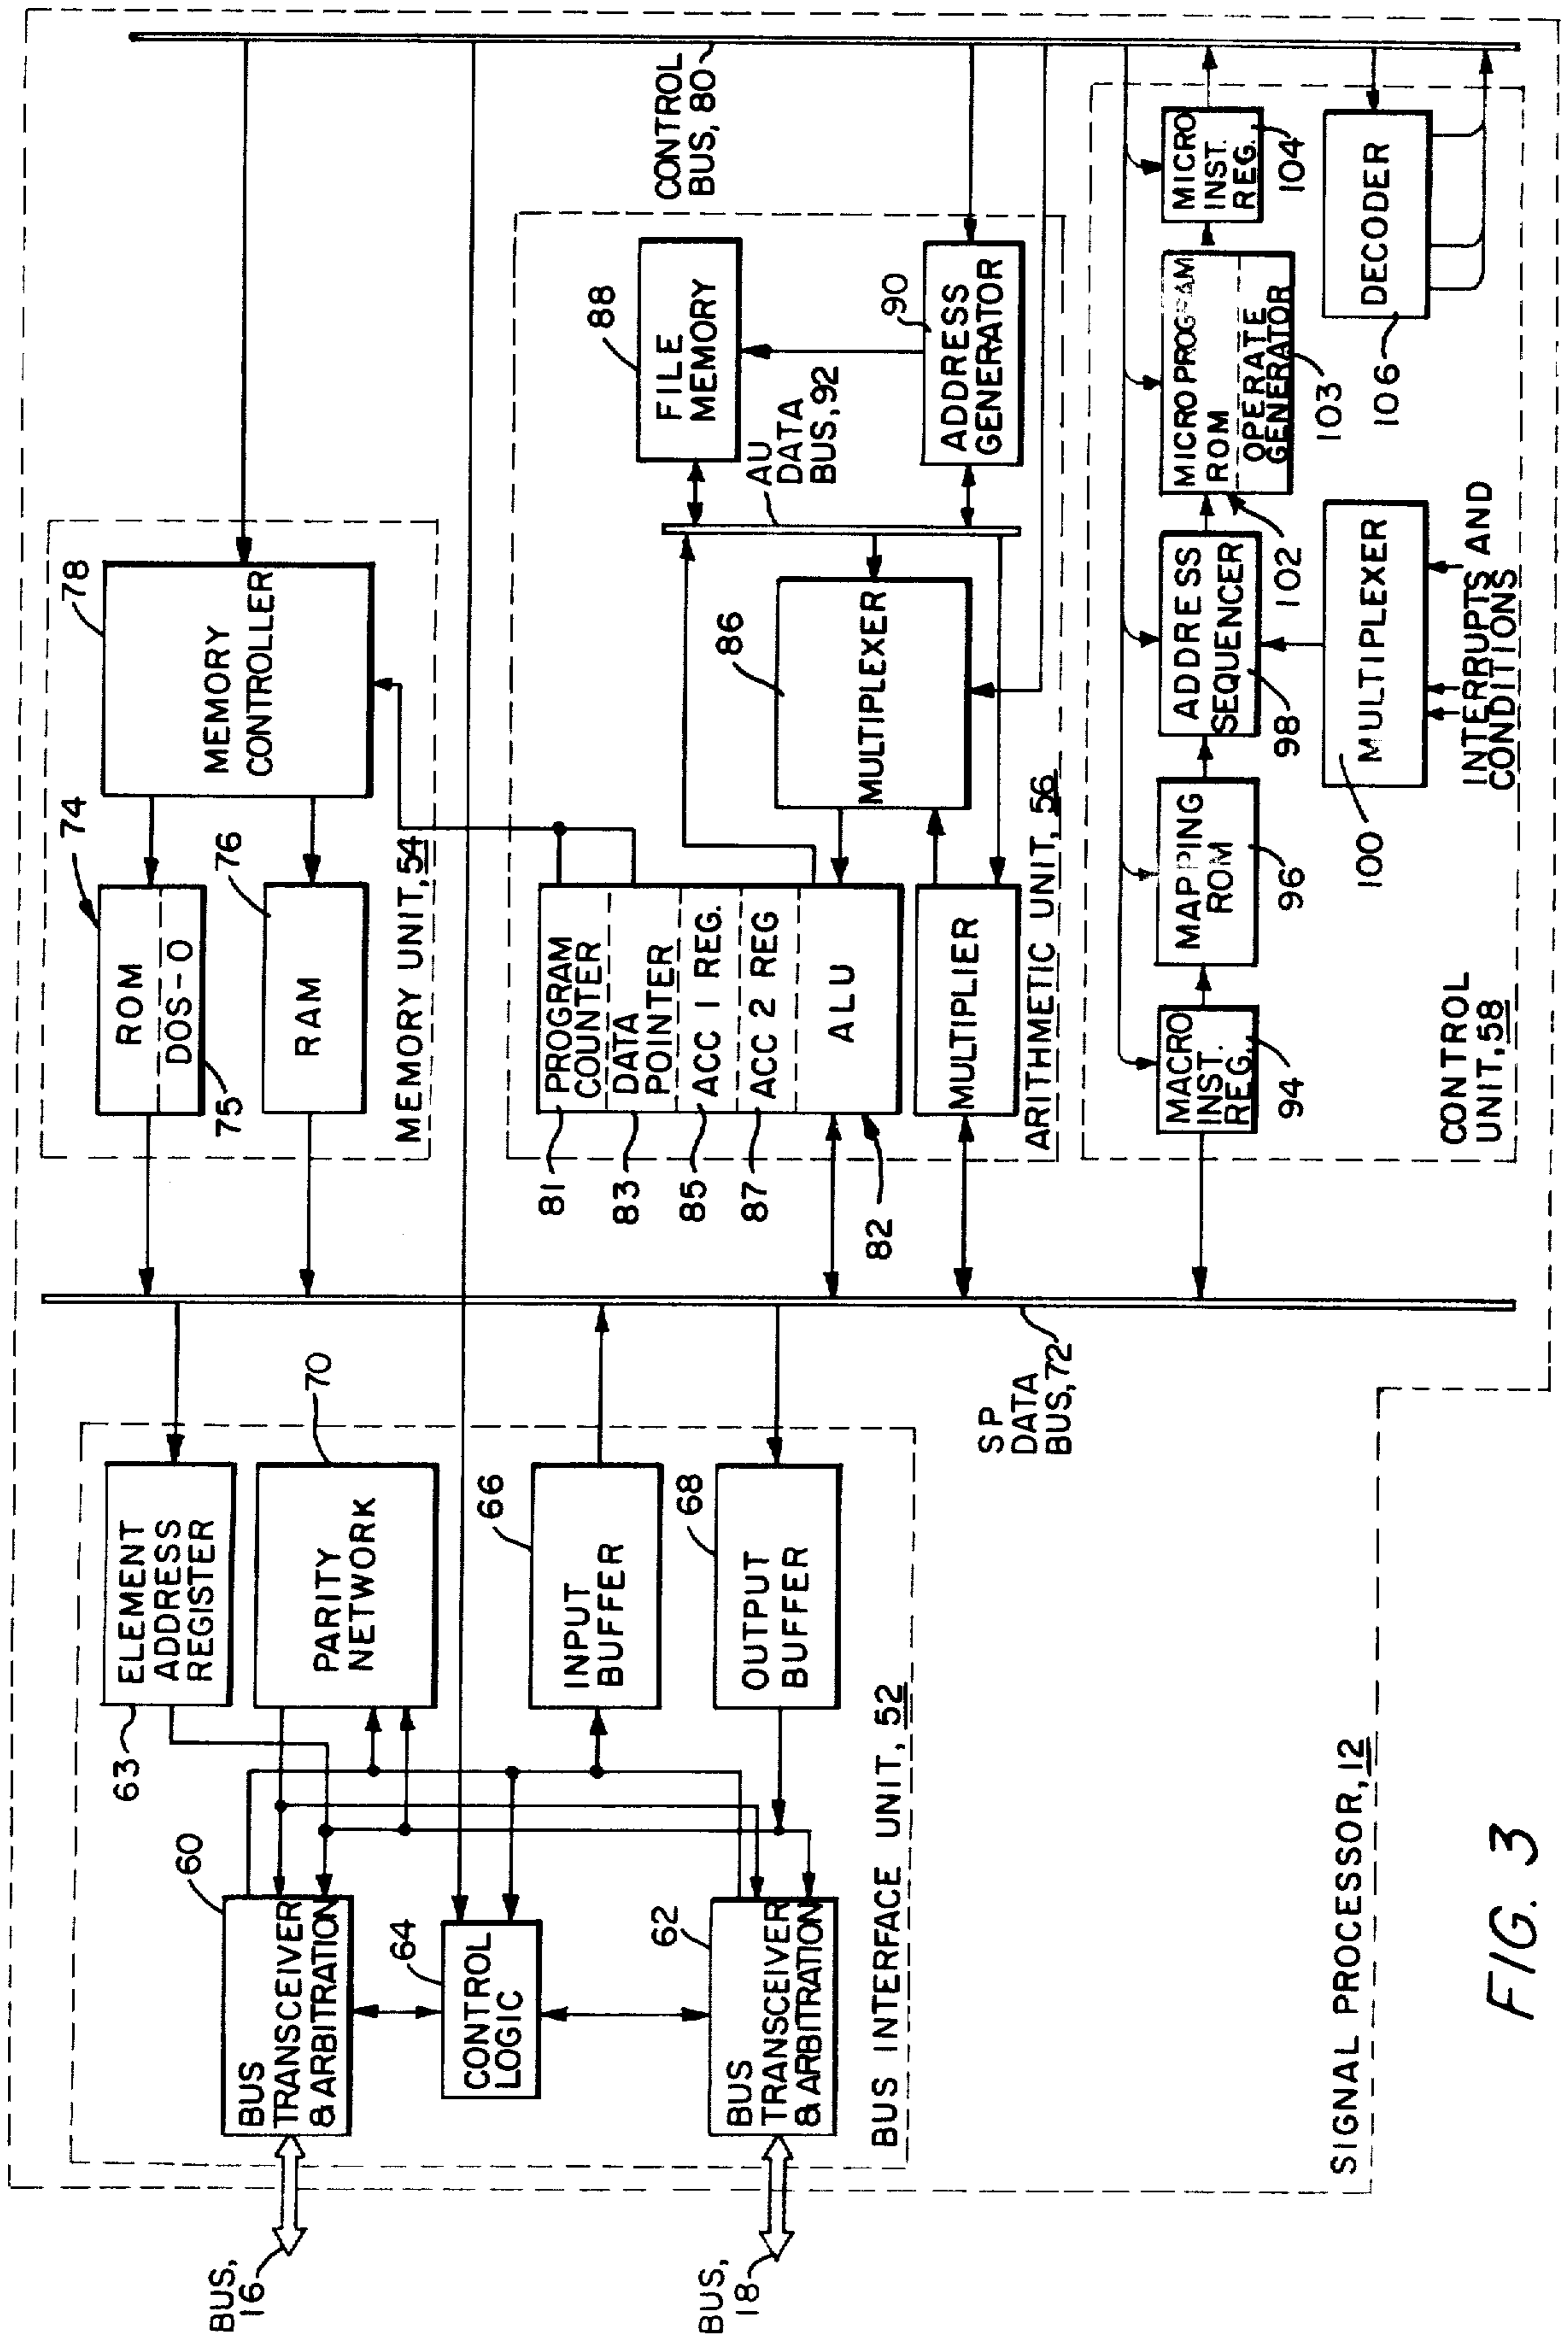 BUS,
16
BUS,
18
60
BUS
TRANSCEIVER
& ARBITRATION
64
CONTROL
LOGIC
62
BUS
TRANSCEIVER
& ARBITRATION
63
ELEMENT
ADDRESS
REGISTER
70
PARITY
NETWORK
66
INPUT
BUFFER
68
OUTPUT
BUFFER
BUS INTERFACE UNIT, 52
SP
DATA
BUS, 72
74
ROM
DOS-O
75
76
RAM
78
MEMORY
CONTROLLER
MEMORY UNIT, 54
81
PROGRAM
COUNTER
83
DATA
POINTER
85
ACC 1 REG.
87
ACC 2 REG
ALU
82
MULTIPLIER
86
MULTIPLEXER
88
FILE
MEMORY
AU
DATA
BUS, 92
90
ADDRESS
GENERATOR
ARITHMETIC UNIT, 56
CONTROL
BUS, 80
MACRO
INST.
REG.
94
MAPPING
ROM
96
ADDRESS
SEQUENCER
98
102
MICROPROGRAM
ROM
OPERATE
GENERATOR
103
MICRO
INST.
REG.
104
100
MULTIPLEXER
INTERRUPTS AND
CONDITIONS
DECODER
106
CONTROL
UNIT, 58
SIGNAL PROCESSOR, 12
FIG. 3